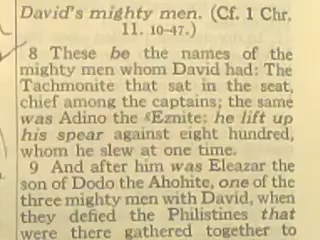 David's mighty men. (Cf. 1 Chr.
11. 10-47.)
8 These be the names of the
mighty men whom David had: The
Tachmonite that sat in the seat,
chief among the captains; the same
was Adino the gEznite: he lift up
his spear against eight hundred,
whom he slew at one time.
9 And after him was Eleazar the
son of Dodo the Ahohite, one of the
three mighty men with David, when
they defied the Philistines that
were there gathered together to